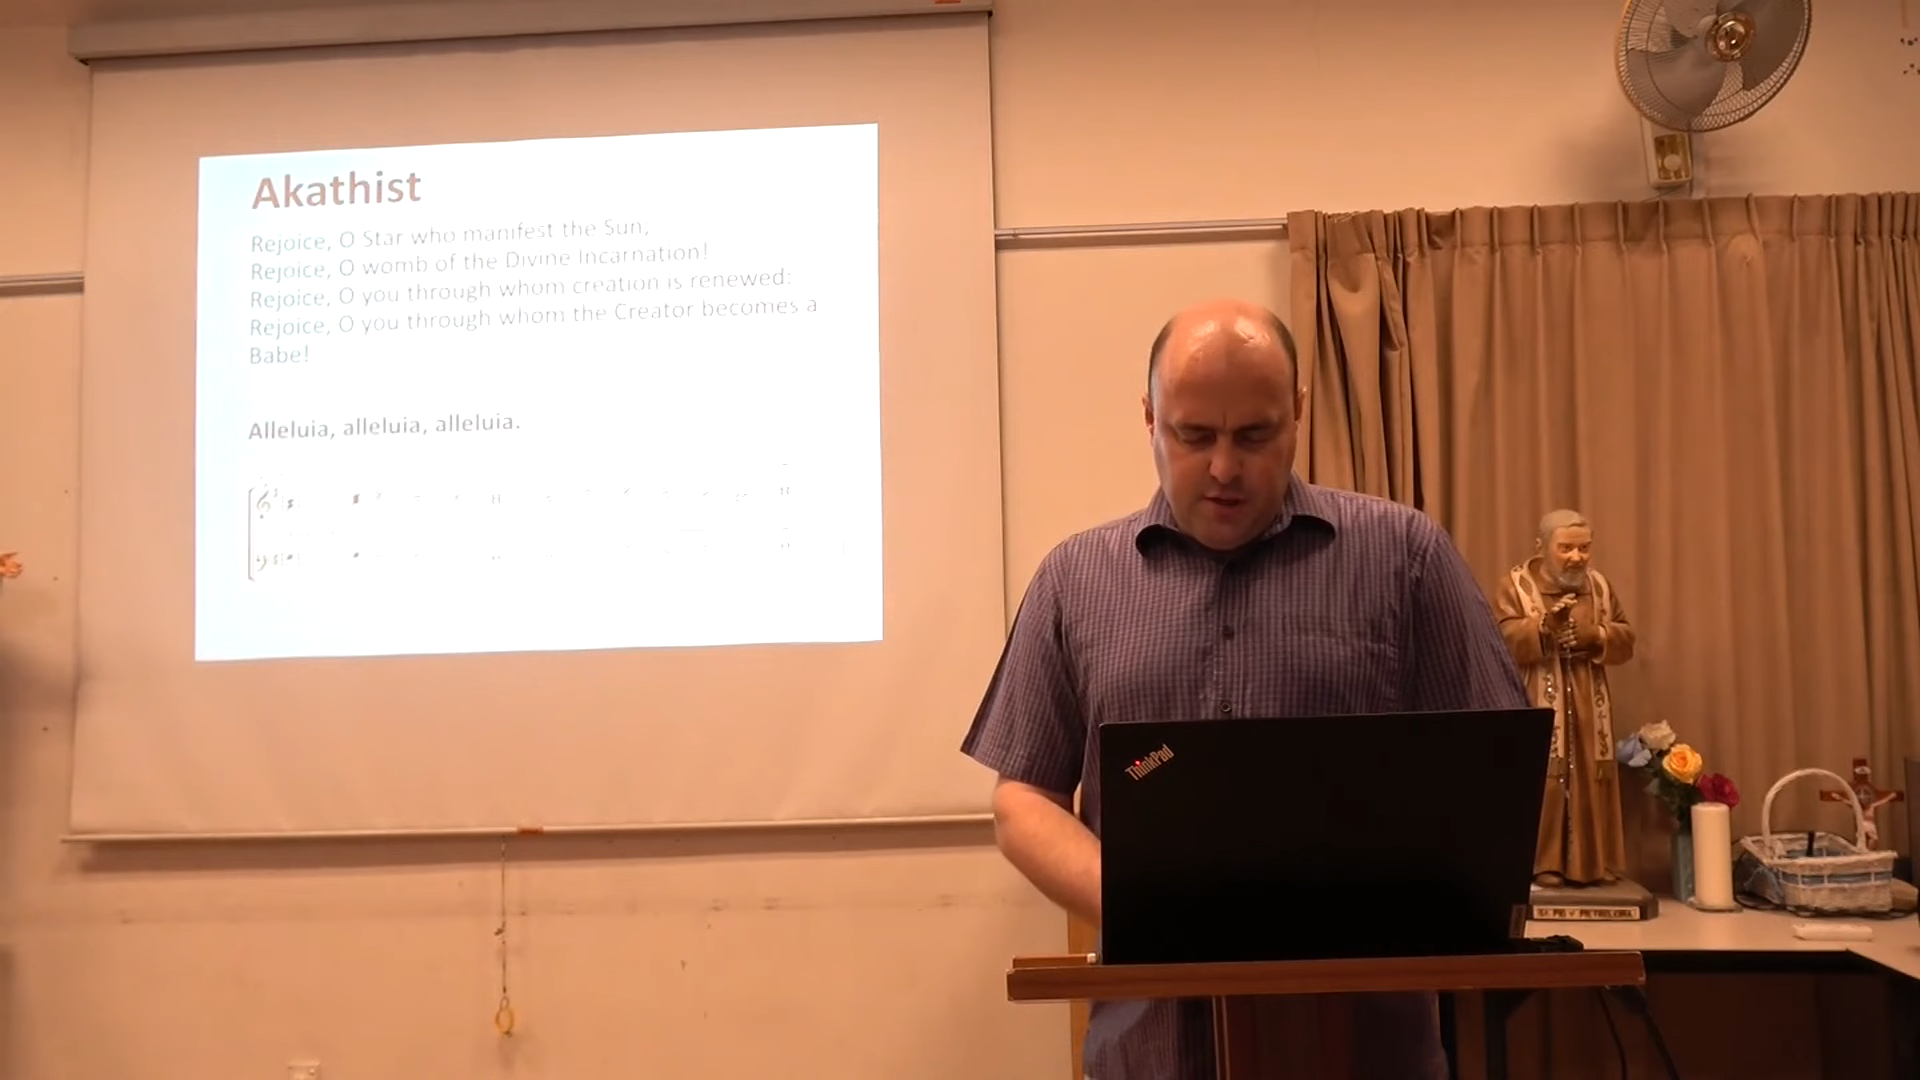 Akathist
Rejoice, O Star who manifest the Sun,
Rejoice, O womb of the Divine Incarnation!
Rejoice, O you through whom creation is renewed:
Rejoice, O you through whom the Creator becomes a
Babe!
Alleluia, alleluia, alleluia.
ThinkPad